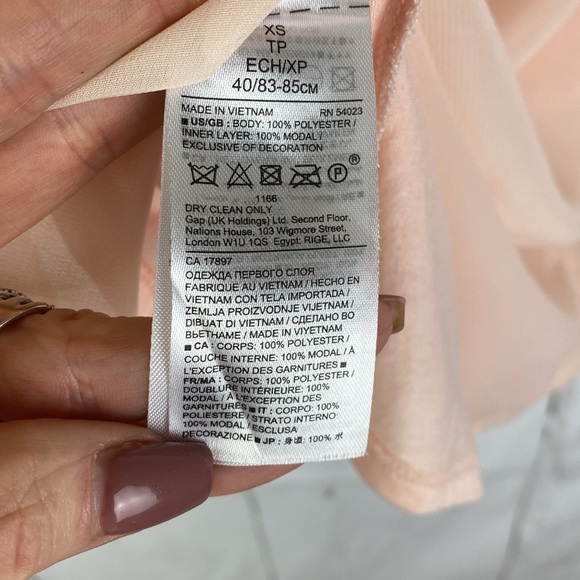 XS
TP
ECH/XP
40/83-85СМ
MADE IN VIETNAM RN 54023
■ US/GB : BODY: 100% POLYESTER /
INNER LAYER: 100% MODAL /
EXCLUSIVE OF DECORATION
P ®
1166
DRY CLEAN ONLY
Gap (UK Holdings) Ltd. Second Floor,
Nations House, 103 Wigmore Street,
London W1U 1QS Egypt: RIGE, LLC
CA 17897
ОДЕЖДА ПЕРВОГО СЛОЯ
FABRIQUE AU VIETNAM / HECHO EN
VIETNAM CON TELA IMPORTADA /
ZEMLJA PROIZVODNJE VIJETNAM /
DIBUAT DI VIETNAM / СДЕЛАНО ВО
ВЬЕТНАМЕ / MADE IN VIYETNAM
■ CA : CORPS: 100% POLYESTER /
COUCHE INTERNE: 100% MODAL / À
L'EXCEPTION DES GARNITURES ■
FR/MA : CORPS: 100% POLYESTER /
DOUBLURE INTERIEURE: 100%
MODAL / À L'EXCEPTION DES
GARNITURES ■ IT : CORPO: 100%
POLIESTERE / STRATO INTERNO:
100% MODAL / ESCLUSA
DECORAZIONE ■ JP : 身頃: 100% ポ